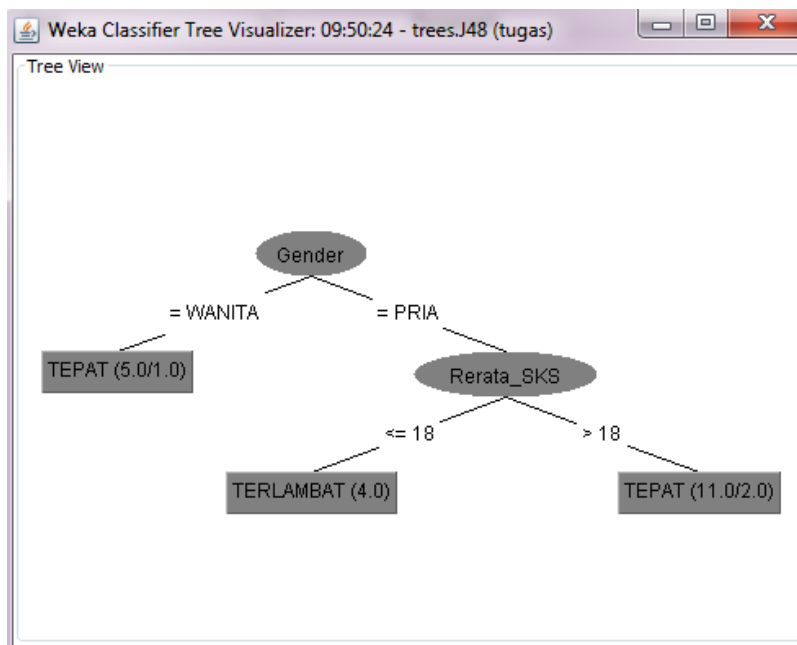 Weka Classifier Tree Visualizer: 09:50:24 - trees.J48 (tugas)
Tree View
Gender
= WANITA
= PRIA
TEPAT (5.0/1.0)
Rerata_SKS
<= 18
> 18
TERLAMBAT (4.0)
TEPAT (11.0/2.0)